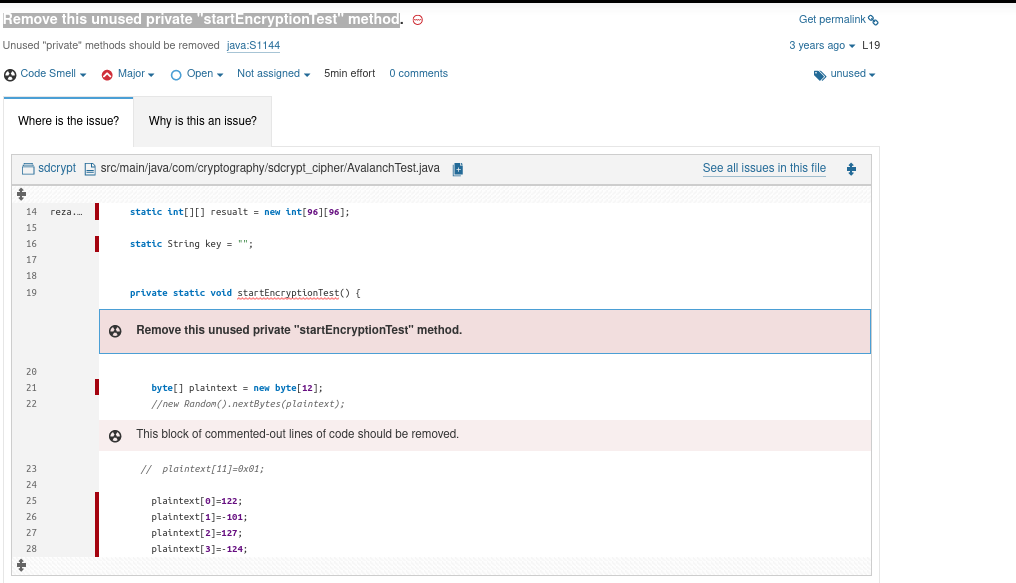 Remove this unused private "startEncryptionTest" method. Get permalink
Unused "private" methods should be removed java:S1144 3 years ago L19
Code Smell Major Open Not assigned 5min effort 0 comments unused
Where is the issue? Why is this an issue?
sdcrypt src/main/java/com/cryptography/sdcrypt_cipher/AvalanchTest.java See all issues in this file
14 reza.… static int[][] resualt = new int[96][96];
15
16 static String key = "";
17
18
19 private static void startEncryptionTest() {
Remove this unused private "startEncryptionTest" method.
20
21 byte[] plaintext = new byte[12];
22 //new Random().nextBytes(plaintext);
This block of commented-out lines of code should be removed.
23 // plaintext[11]=0x01;
24
25 plaintext[0]=122;
26 plaintext[1]=-101;
27 plaintext[2]=127;
28 plaintext[3]=-124;